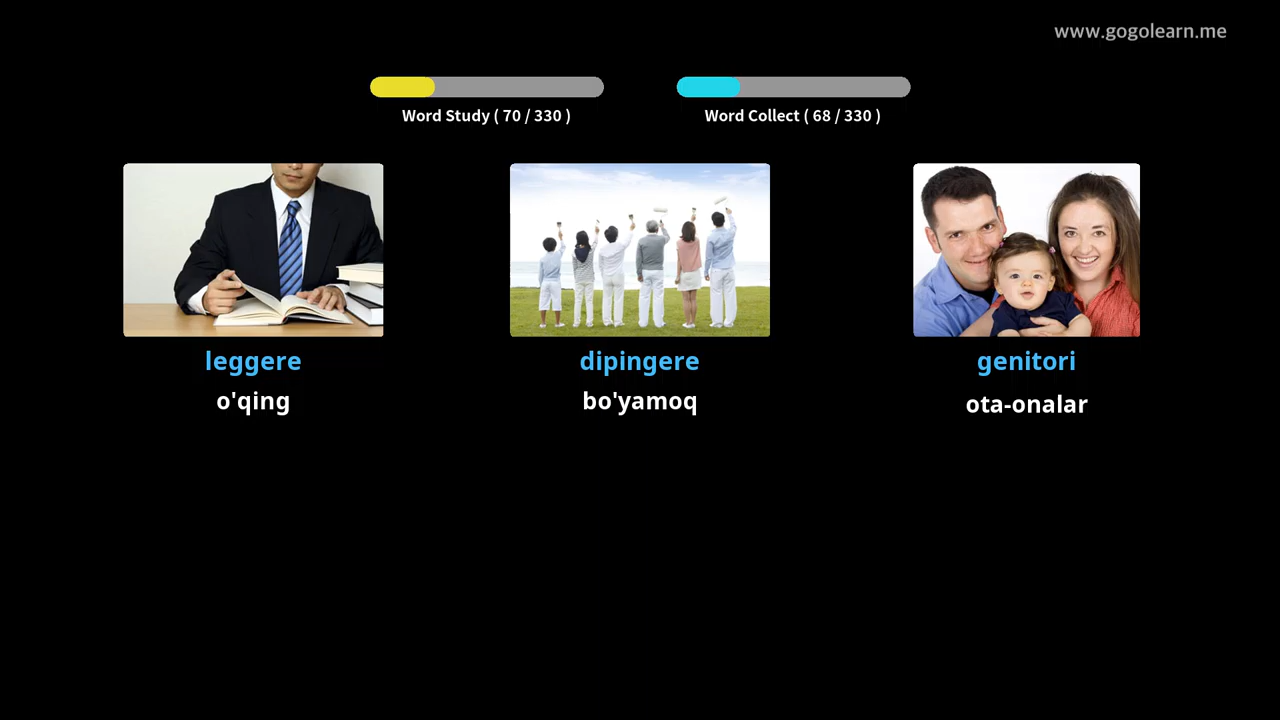 www.gogolearn.me
Word Study ( 70 / 330 )
Word Collect ( 68 / 330 )
leggere
dipingere
genitori
o'qing
bo'yamoq
ota-onalar